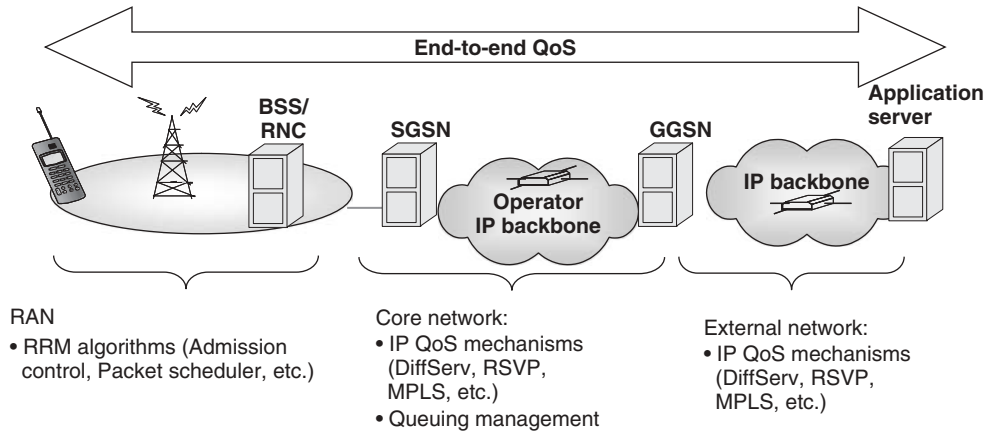 End-to-end QoS
BSS/
RNC
SGSN
GGSN
Application
server
Operator
IP backbone
IP backbone
RAN
• RRM algorithms (Admission
control, Packet scheduler, etc.)
Core network:
• IP QoS mechanisms
(DiffServ, RSVP,
MPLS, etc.)
• Queuing management
External network:
• IP QoS mechanisms
(DiffServ, RSVP,
MPLS, etc.)